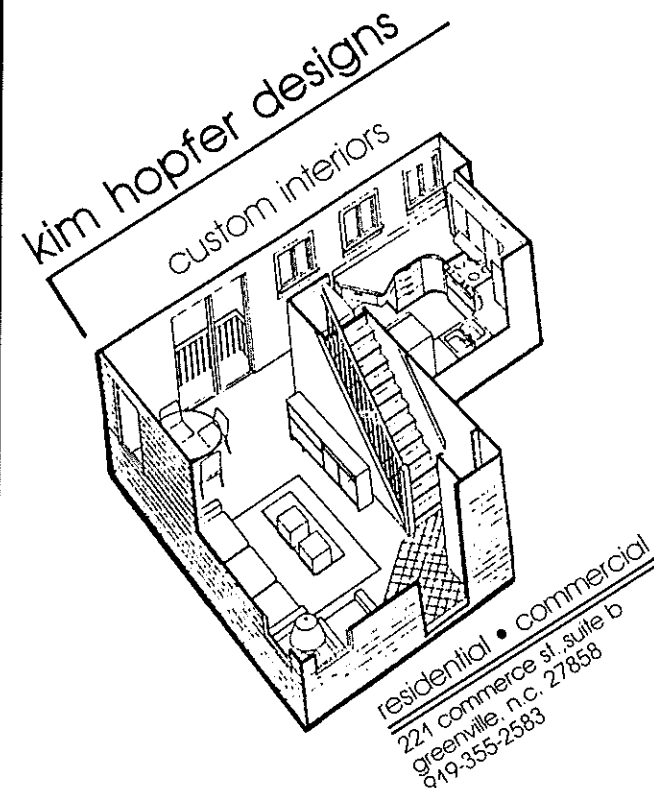 kim hopfer designs
custom interiors
residential • commercial
221 commerce st., suite b
greenville, n.c. 27858
919-355-2583